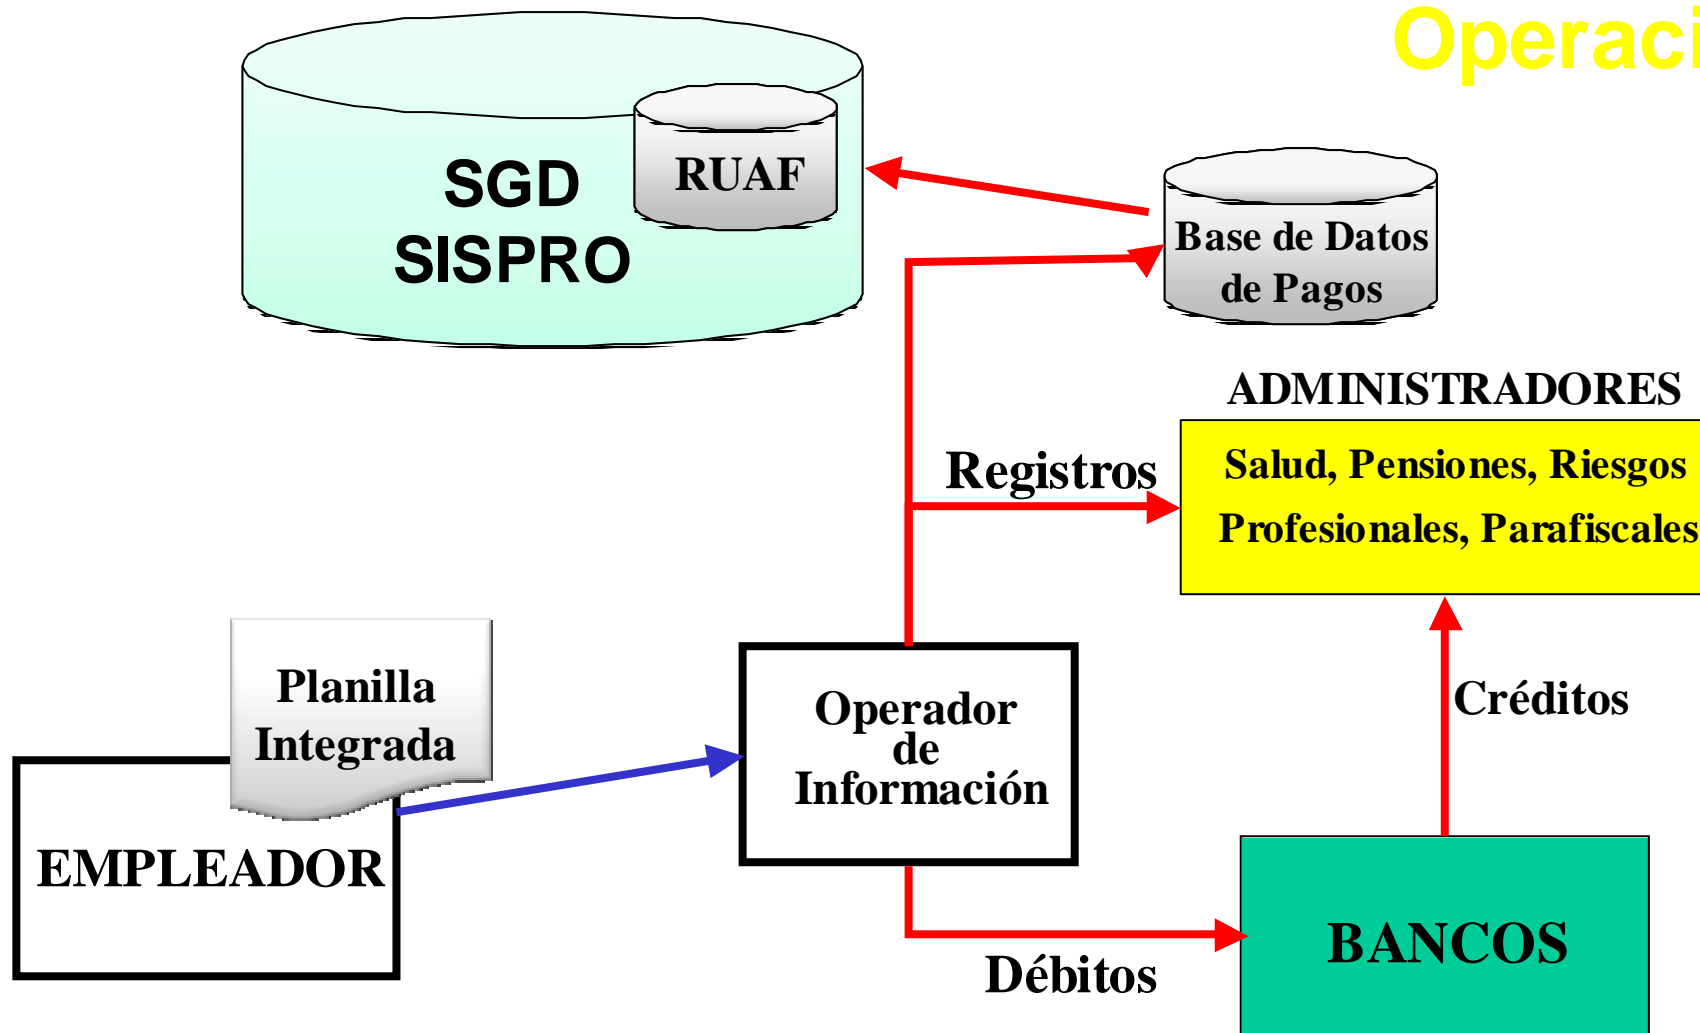 Operaci
SGD
SISPRO
RUAF
Base de Datos
de Pagos
ADMINISTRADORES
Salud, Pensiones, Riesgos
Profesionales, Parafiscales
Registros
Planilla
Integrada
EMPLEADOR
Operador
de
Información
Créditos
Débitos
BANCOS